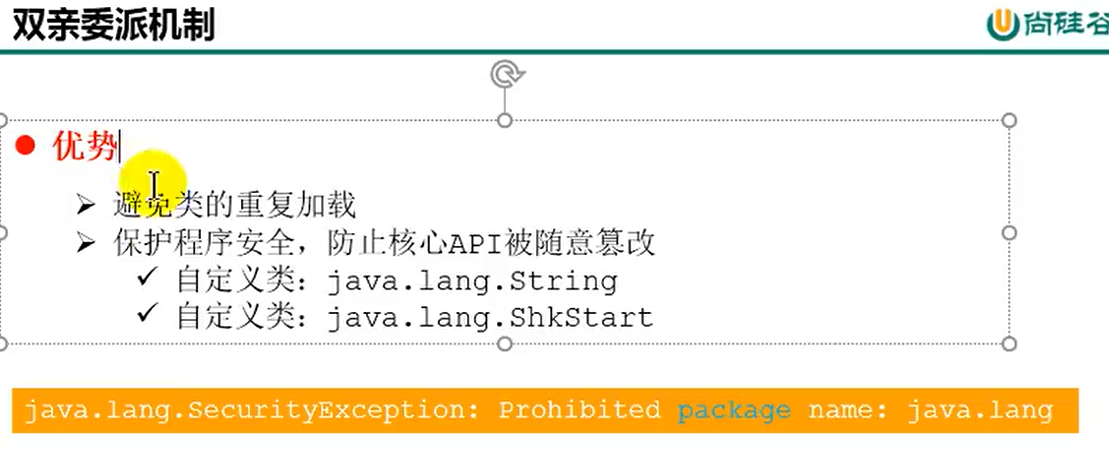 双亲委派机制
尚硅谷
优势
避免类的重复加载
保护程序安全，防止核心API被随意篡改
自定义类：java.lang.String
自定义类：java.lang.ShkStart
java.lang.SecurityException: Prohibited package name: java.lang